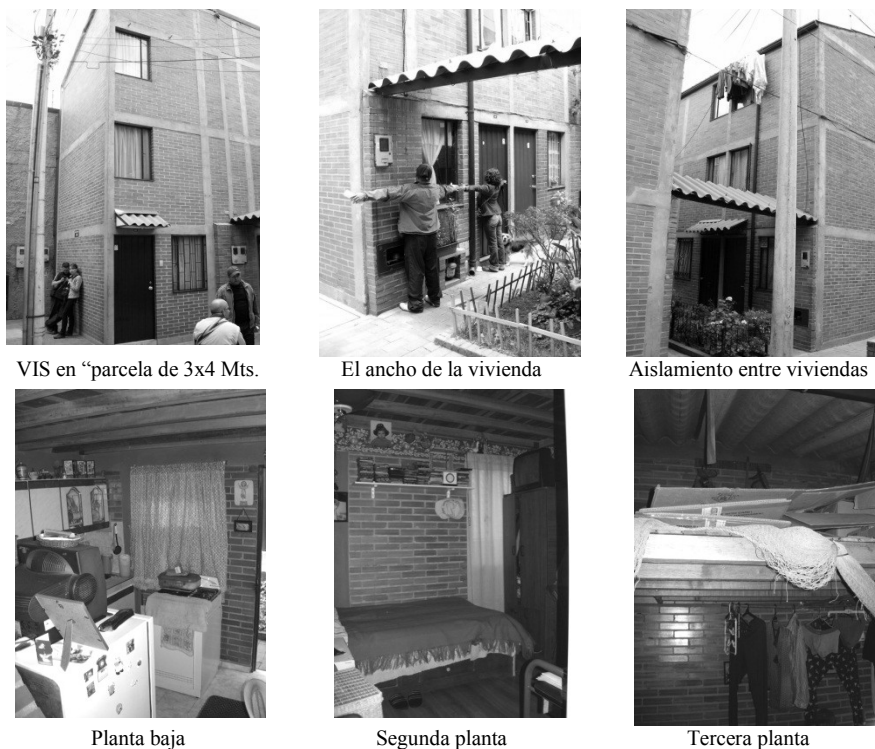 VIS en “parcela de 3x4 Mts.
El ancho de la vivienda
Aislamiento entre viviendas
Planta baja
Segunda planta
Tercera planta